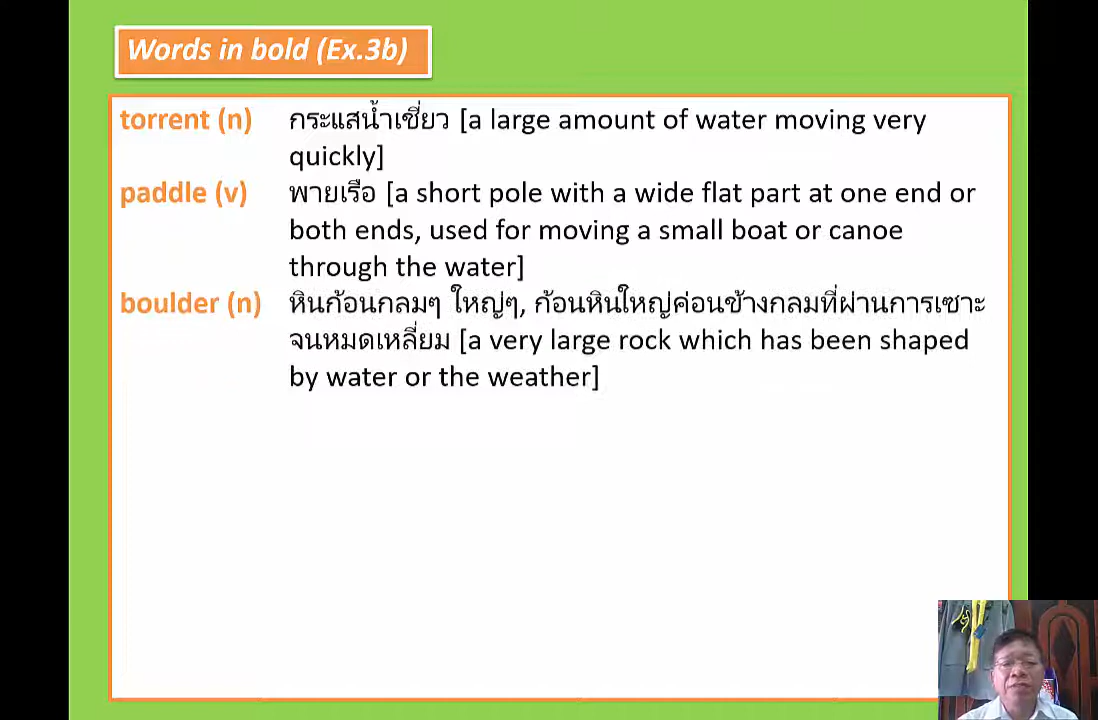 Words in bold (Ex.3b)
torrent (n) กระแสน้ำเชี่ยว [a large amount of water moving very
quickly]
paddle (v) พายเรือ [a short pole with a wide flat part at one end or
both ends, used for moving a small boat or canoe
through the water]
boulder (n) หินก้อนกลมๆ ใหญ่ๆ, ก้อนหินใหญ่ค่อนข้างกลมที่ผ่านการเซาะ
จนหมดเหลี่ยม [a very large rock which has been shaped
by water or the weather]